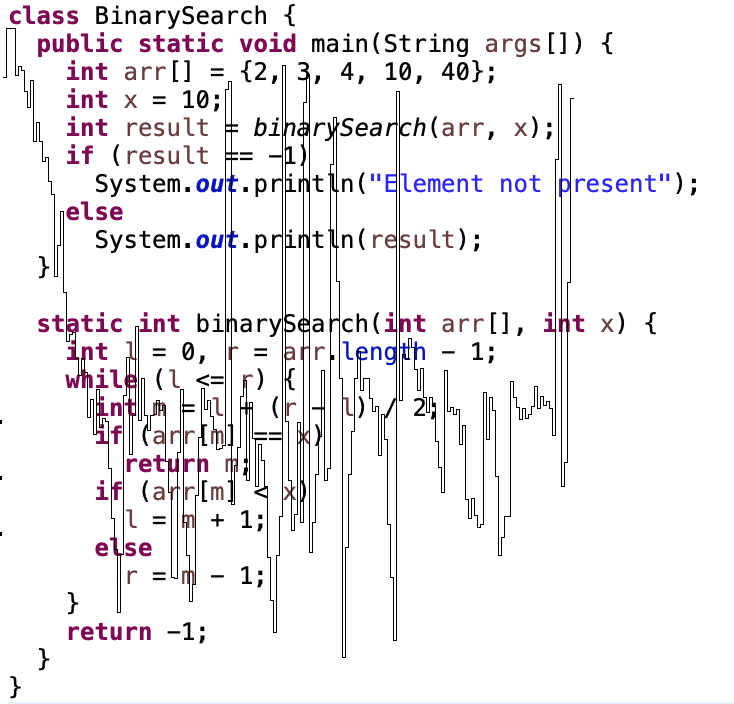 class BinarySearch {
public static void main(String args[]) {
int arr[] = {2, 3, 4, 10, 40};
int x = 10;
int result = binarySearch(arr, x);
if (result == -1)
System.out.println("Element not present");
else
System.out.println(result);
}
static int binarySearch(int arr[], int x) {
int l = 0, r = arr.length - 1;
while (l <= r) {
int m = l + (r - l) / 2;
if (arr[m] == x)
return m;
if (arr[m] < x)
l = m + 1;
else
r = m - 1;
}
return -1;
}
}